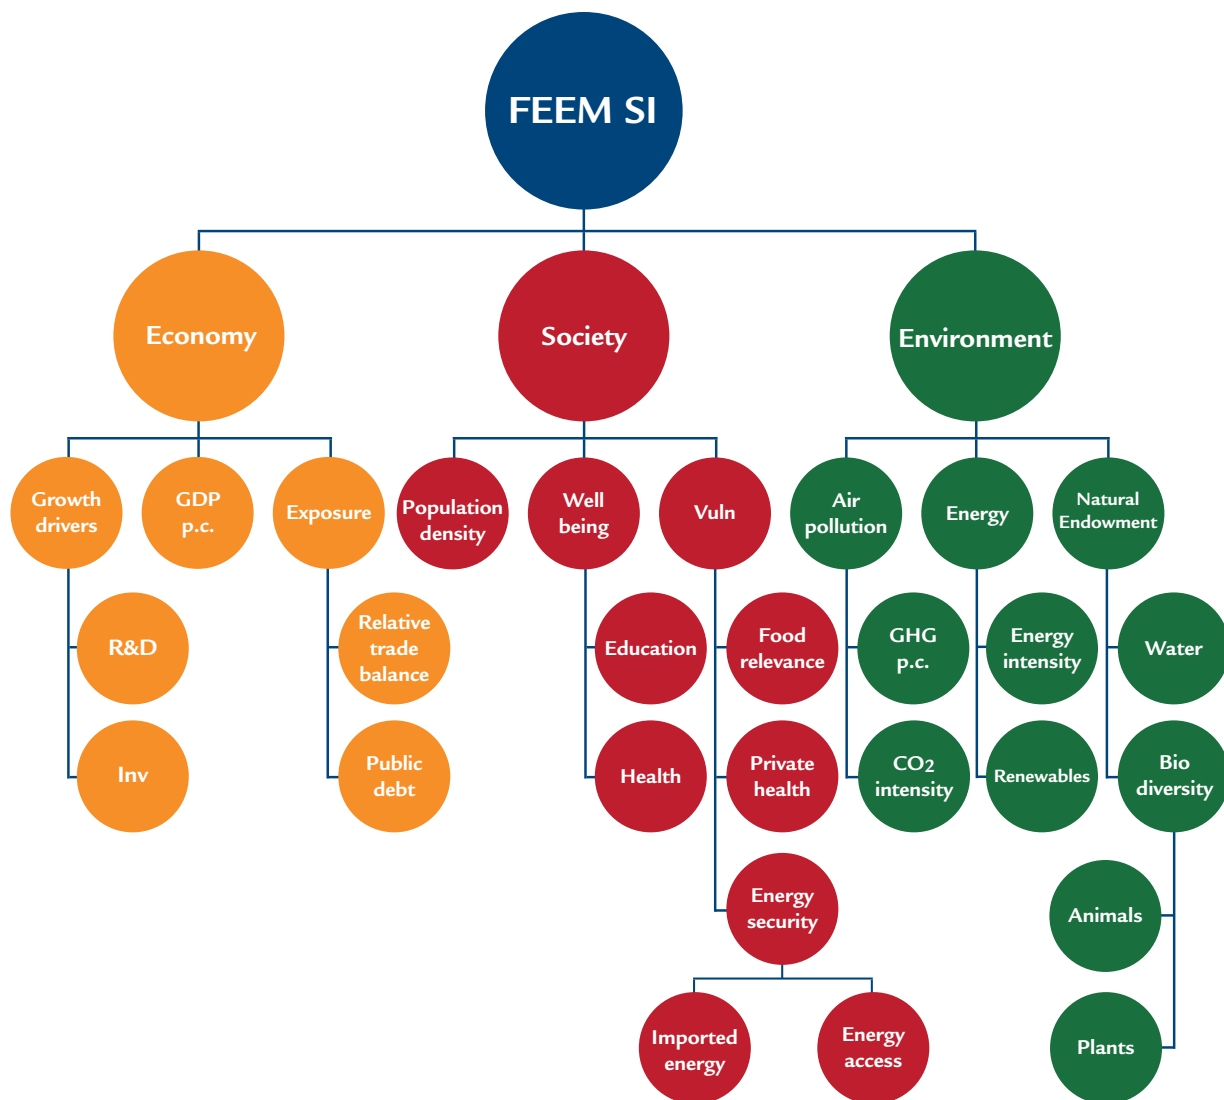 FEEM SI
Economy
Society
Environment
Growth
drivers
GDP
p.c.
Exposure
Population
density
Well
being
Vuln
Air
pollution
Energy
Natural
Endowment
R&D
Relative
trade
balance
Education
Food
relevance
GHG
p.c.
Energy
intensity
Water
Inv
Public
debt
Health
Private
health
CO2
intensity
Renewables
Bio
diversity
Energy
security
Animals
Imported
energy
Energy
access
Plants